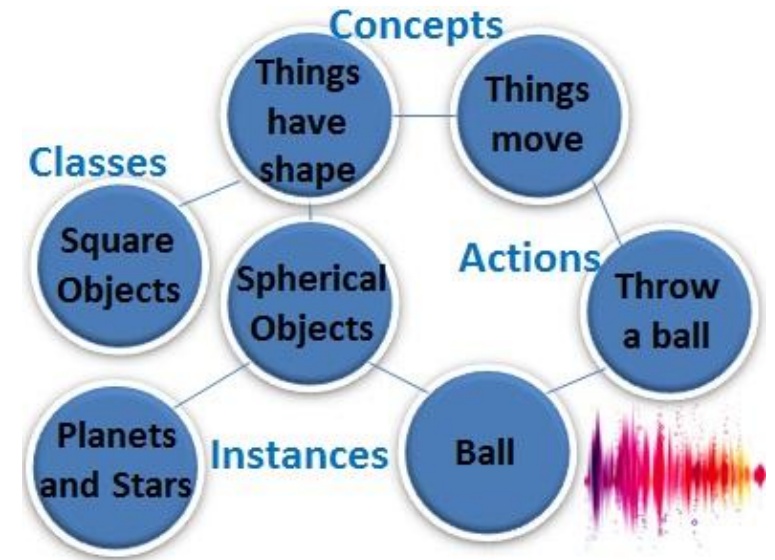 Concepts
Things
have
shape
Things
move
Classes
Square
Objects
Spherical
Objects
Actions
Throw
a ball
Planets
and Stars
Instances
Ball